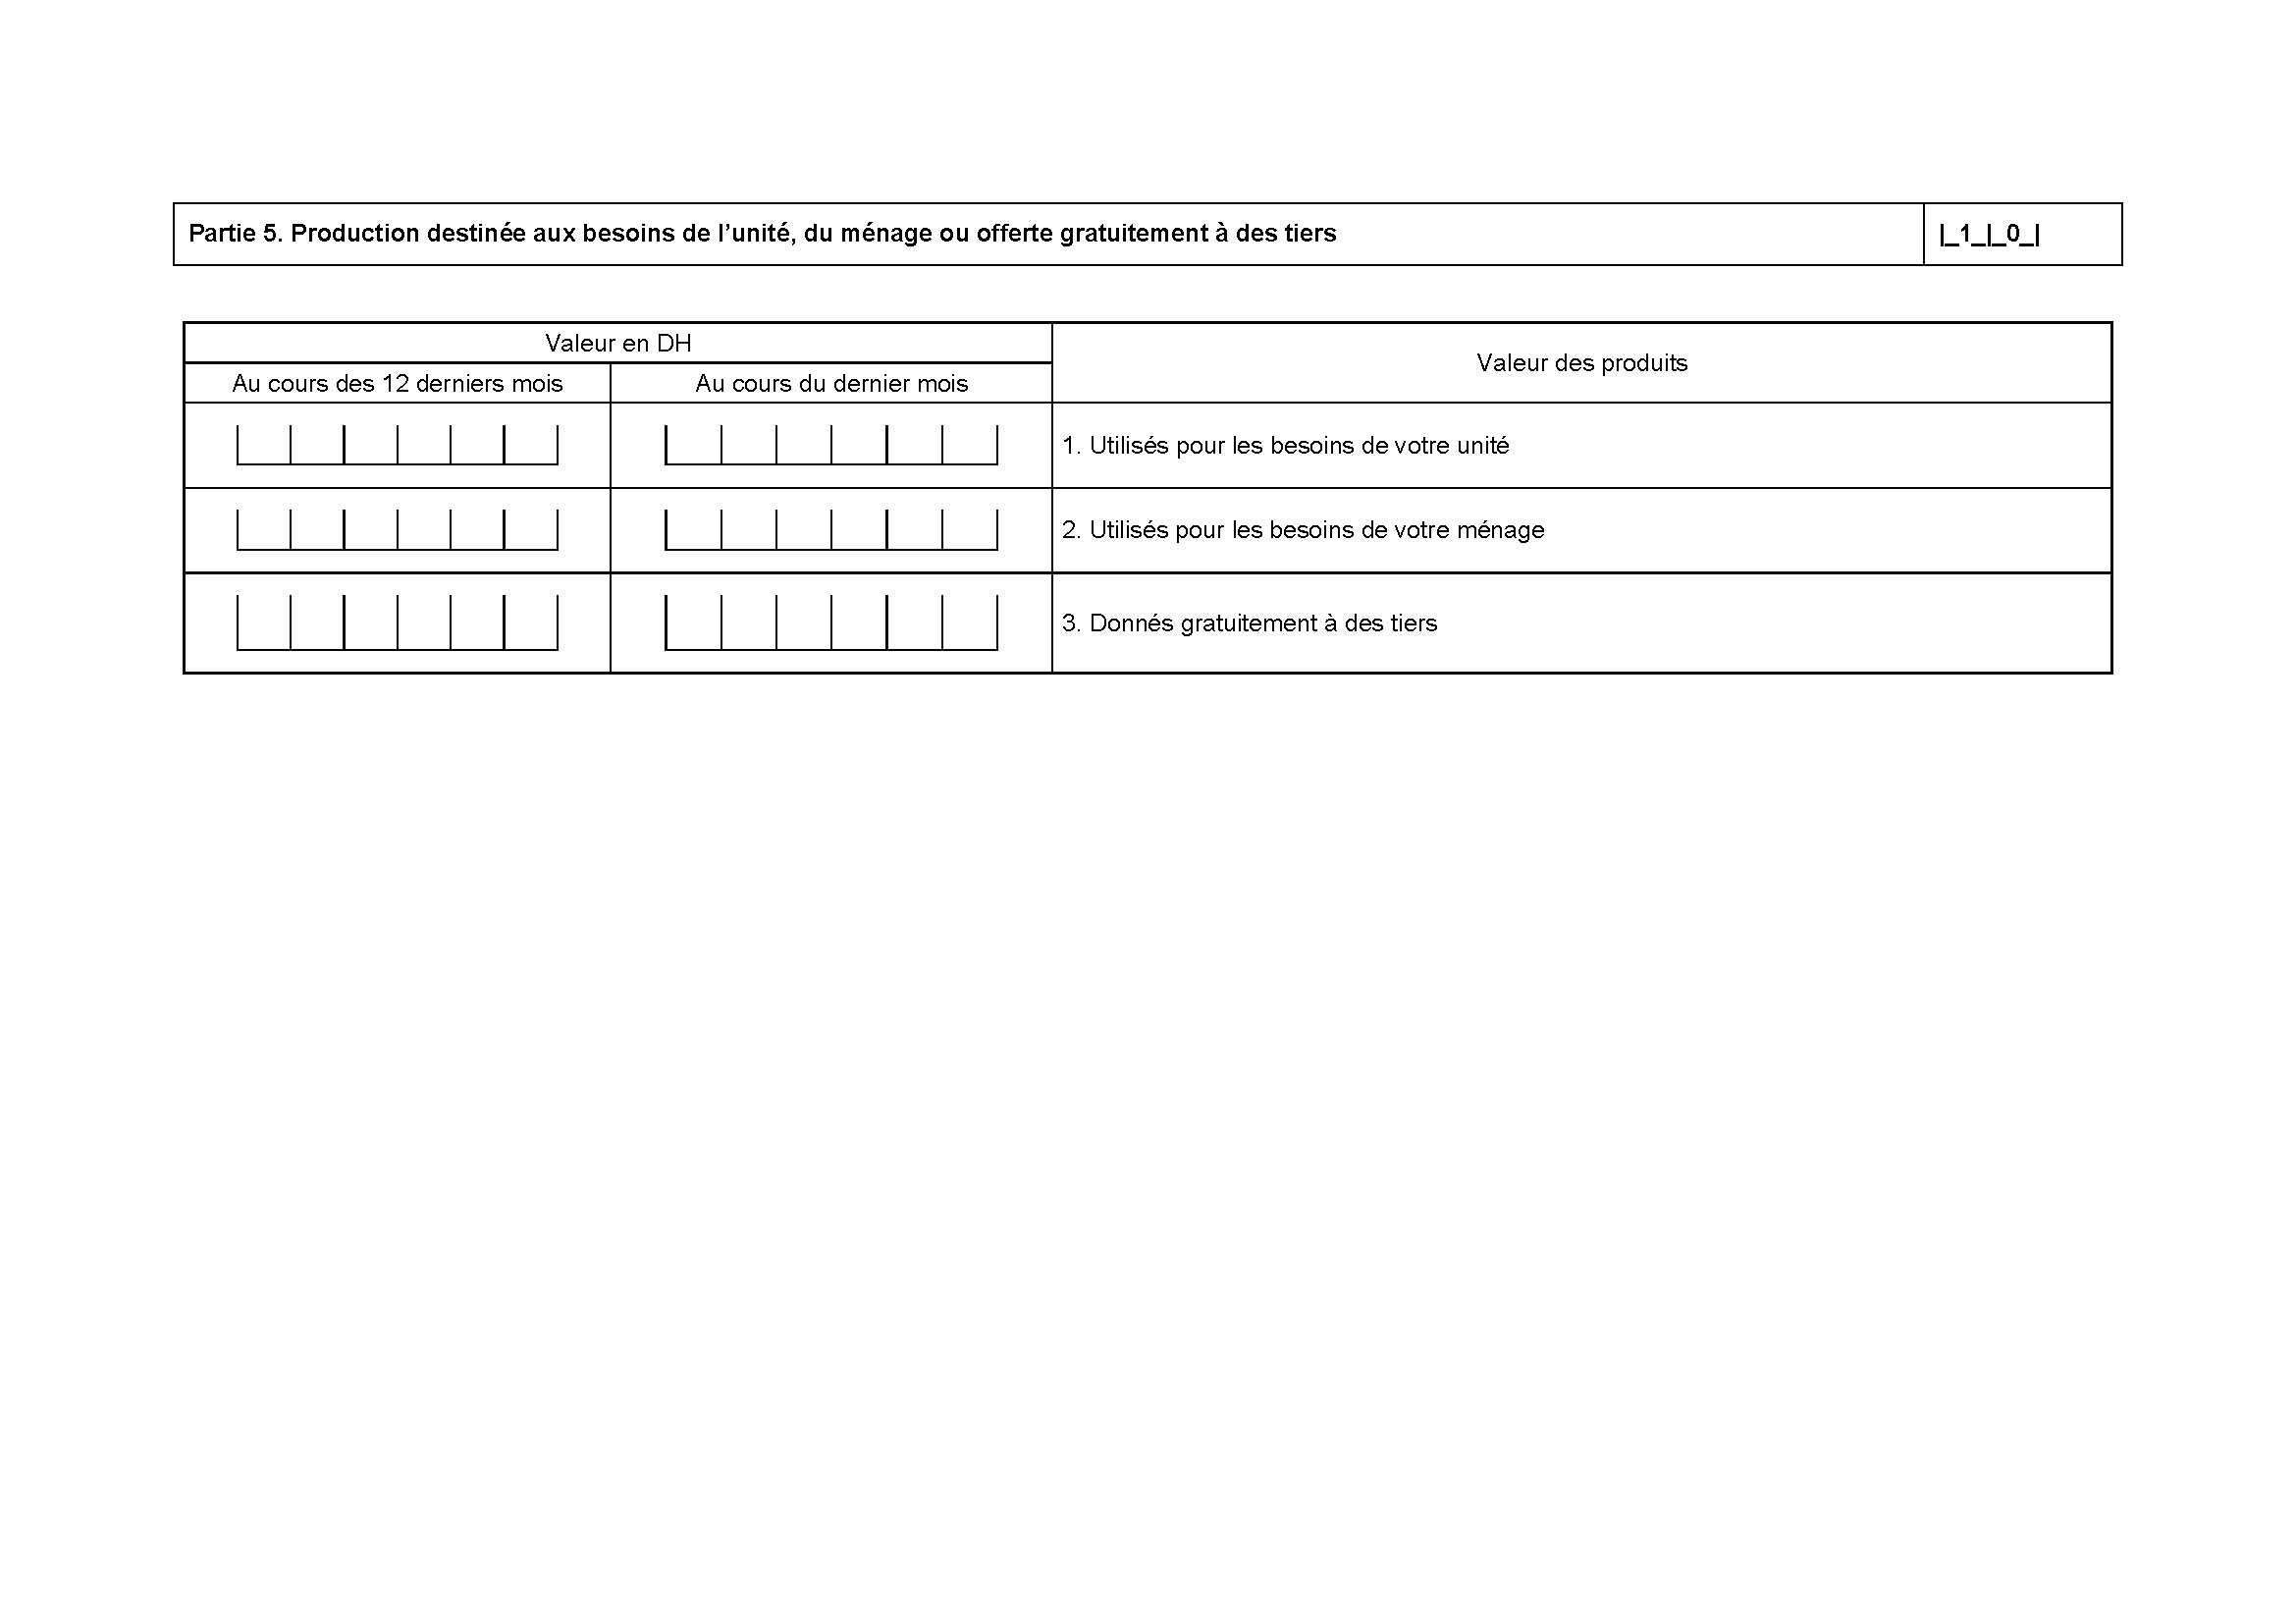 Partie 5. Production destinée aux besoins de l’unité, du ménage ou offerte gratuitement à des tiers
|_1_|_0_|
Valeur en DH
Valeur des produits
Au cours des 12 derniers mois
Au cours du dernier mois
1. Utilisés pour les besoins de votre unité
2. Utilisés pour les besoins de votre ménage
3. Donnés gratuitement à des tiers